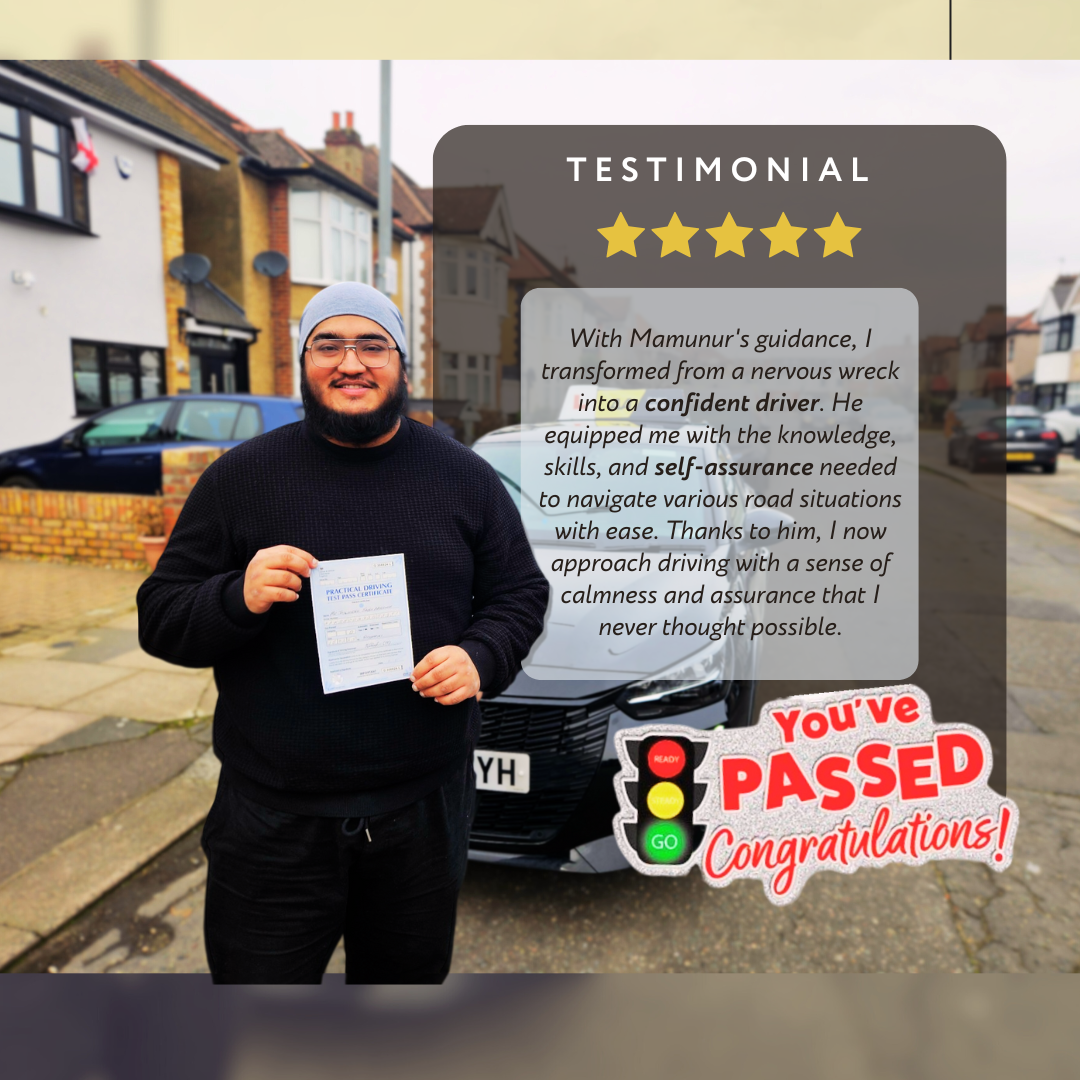 TESTIMONIAL
With Mamunur's guidance, I
transformed from a nervous wreck
into a confident driver. He
equipped me with the knowledge,
skills, and self-assurance needed
to navigate various road situations
with ease. Thanks to him, I now
approach driving with a sense of
calmness and assurance that I
never thought possible.
PRACTICAL DRIVING
TEST PASS CERTIFICATE
YH
You've
PASSED
Congratulations!
READY
STEADY
GO